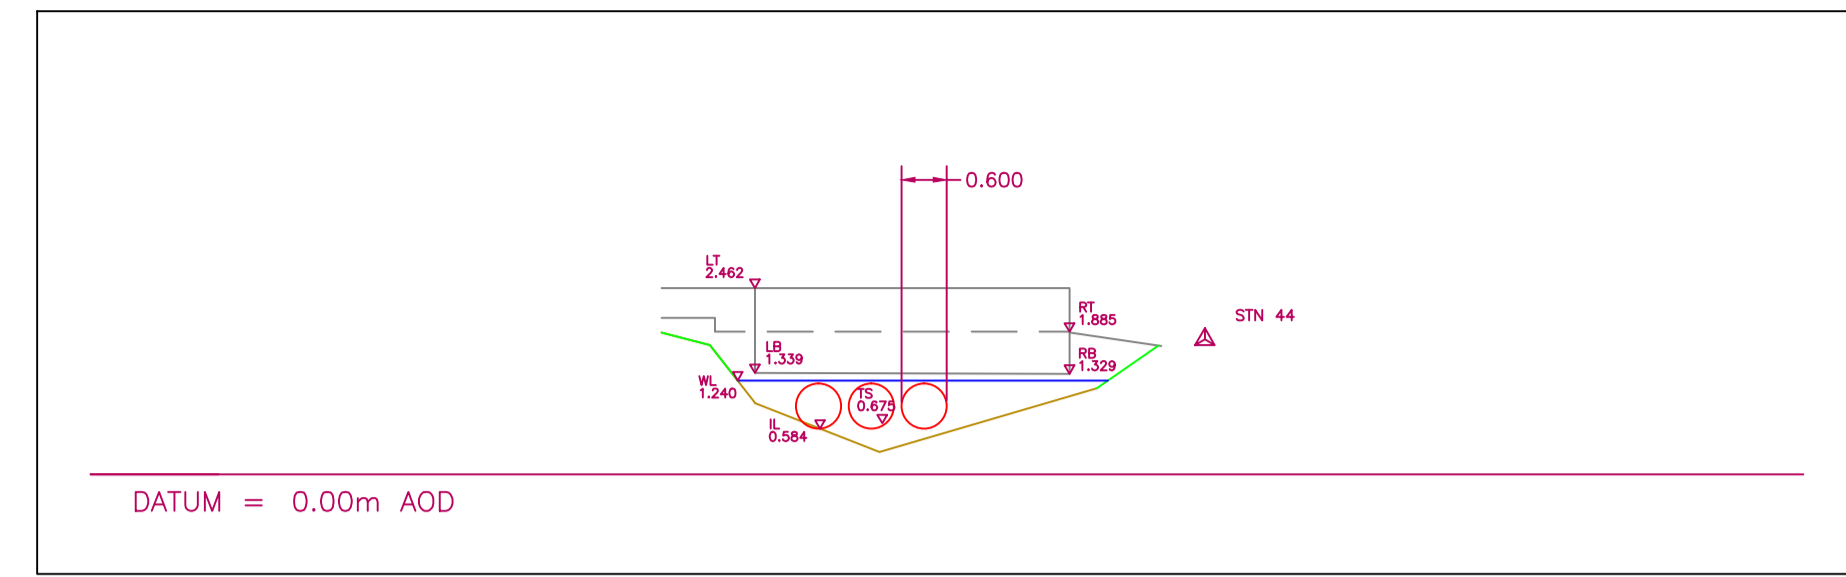 0.600
LT
2.462
STN 44
RT
1.885
LB
1.339
RB
1.329
WL
1.240
TS
0.675
IL
0.584
DATUM = 0.00m AOD